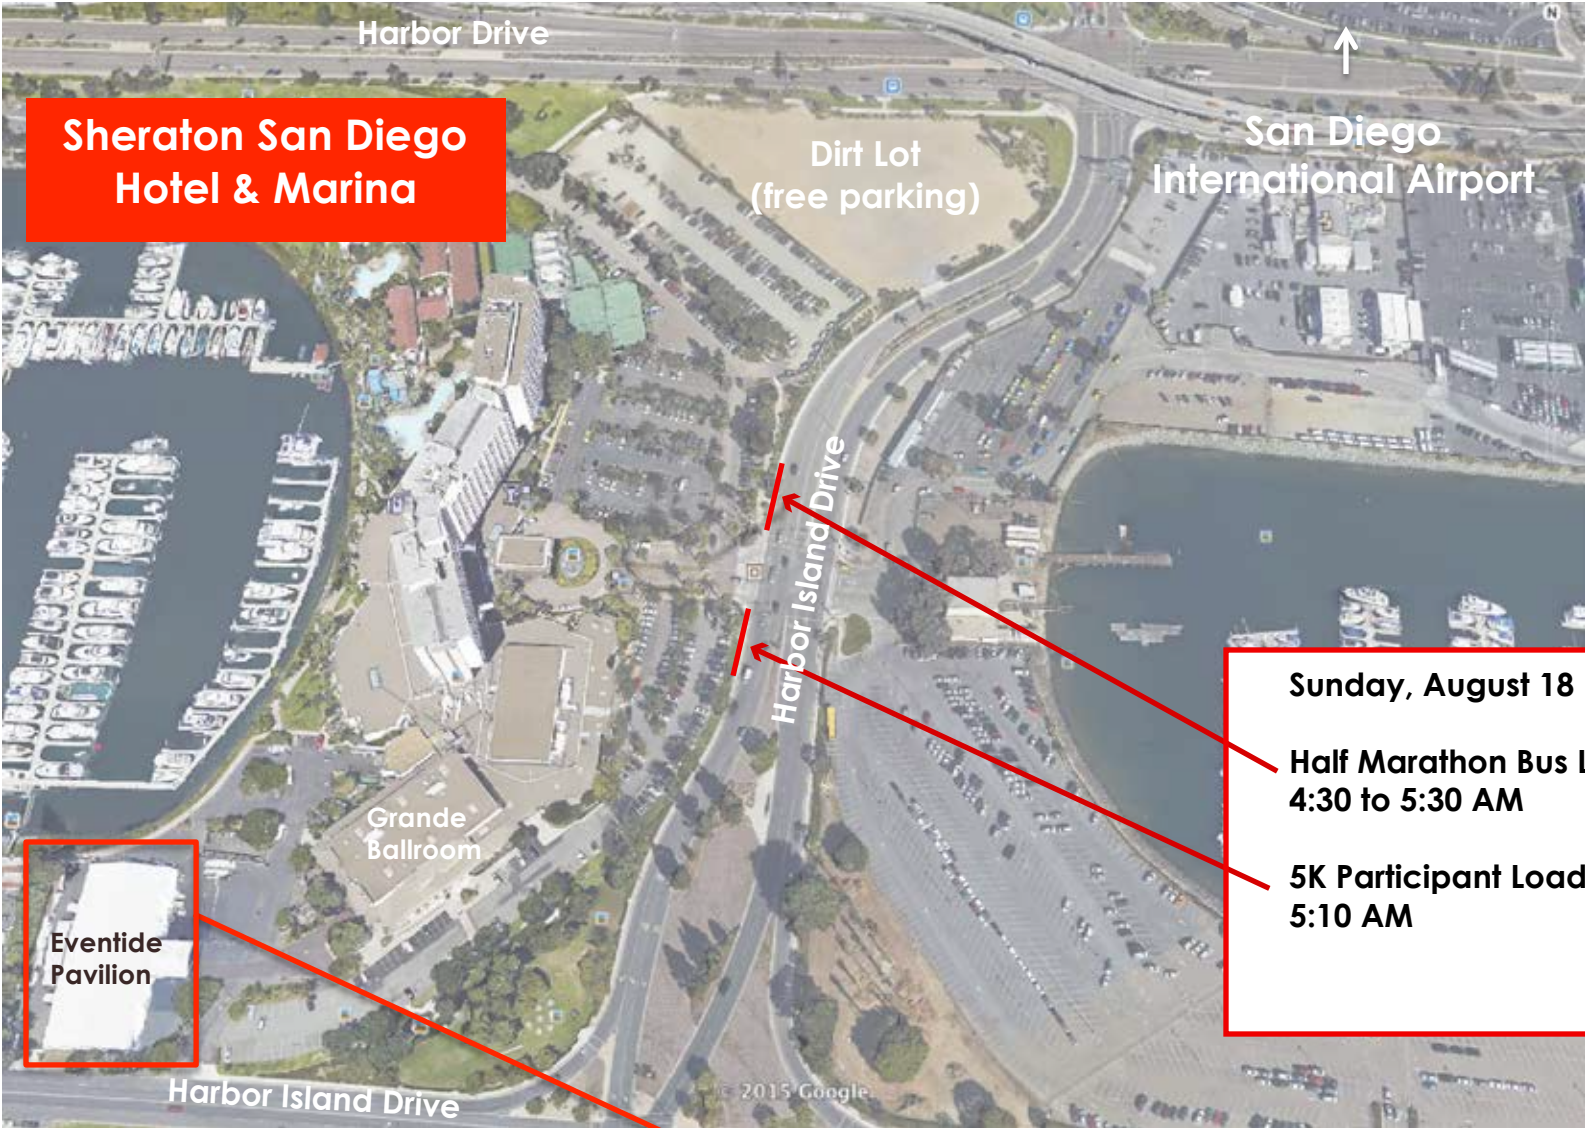 Harbor Drive
N
Sheraton San Diego
Hotel & Marina
Dirt Lot
(free parking)
San Diego
International Airport
Harbor Island Drive
Sunday, August 18
Half Marathon Bus L
4:30 to 5:30 AM
5K Participant Load
5:10 AM
Grande
Ballroom
Eventide
Pavilion
Harbor Island Drive
© 2015 Google